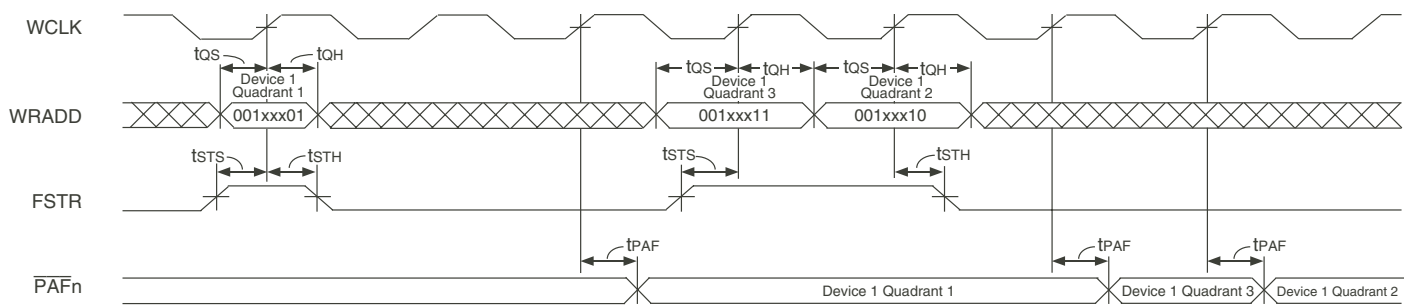 WCLK
tQS
tQH
tQS
tQH
tQS
tQH
Device 1
Quadrant 1
Device 1
Quadrant 3
Device 1
Quadrant 2
WRADD
001xxx01
001xxx11
001xxx10
tSTS
tSTH
tSTS
tSTH
FSTR
tPAF
tPAF
tPAF
PAFn
Device 1 Quadrant 1
Device 1 Quadrant 3
Device 1 Quadrant 2